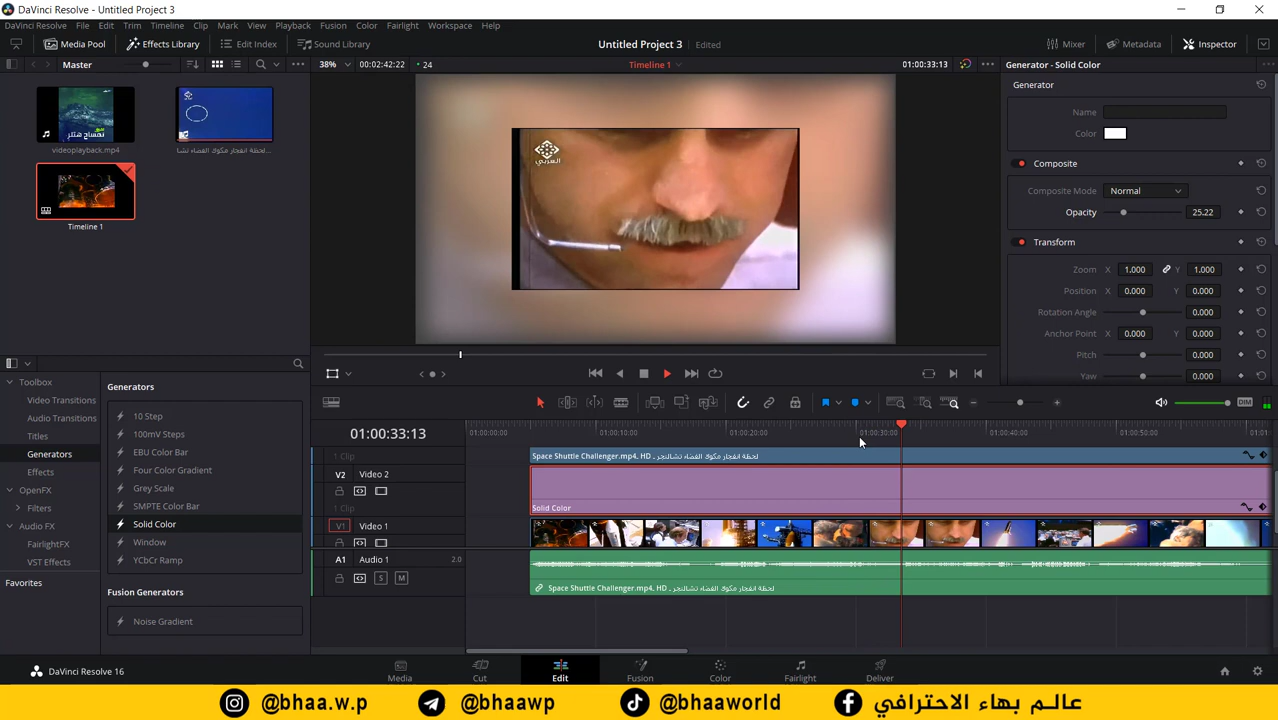 DaVinci Resolve - Untitled Project 3
DaVinci Resolve File Edit Trim Timeline Clip Mark View Playback Fusion Color Fairlight Workspace Help
Media Pool Effects Library Edit Index Sound Library Untitled Project 3 Edited Mixer Metadata Inspector
Master 38% 00:02:42:22 24 Timeline 1 01:00:33:13 Generator - Solid Color
Generator
Name
Color
Composite
Composite Mode Normal
Opacity 25.22
Transform
Zoom X 1.000 Y 1.000
Position X 0.000 Y 0.000
Rotation Angle 0.000
Anchor Point X 0.000 Y 0.000
Pitch 0.000
Yaw 0.000
تمساح هتلر
videoplayback.mp4
لحظة انفجار مكوك الفضاء تشا...
Timeline 1
العربي
Toolbox
Video Transitions
Audio Transitions
Titles
Generators
Effects
OpenFX
Filters
Audio FX
FairlightFX
VST Effects
Favorites
Generators
10 Step
100mV Steps
EBU Color Bar
Four Color Gradient
Grey Scale
SMPTE Color Bar
Solid Color
Window
YCbCr Ramp
Fusion Generators
Noise Gradient
DIM
01:00:33:13
01:00:00:00 01:00:10:00 01:00:20:00 01:00:30:00 01:00:40:00 01:00:50:00
1 Clip
Space Shuttle Challenger.mp4. HD ـ لحظة انفجار مكوك الفضاء تشالنجر
V2 Video 2
Solid Color
1 Clip
V1 Video 1
A1 Audio 1 2.0
S M
Space Shuttle Challenger.mp4. HD ـ لحظة انفجار مكوك الفضاء تشالنجر
DaVinci Resolve 16
Media Cut Edit Fusion Color Fairlight Deliver
@bhaa.w.p @bhaawp @bhaaworld عالم بهاء الاحترافي